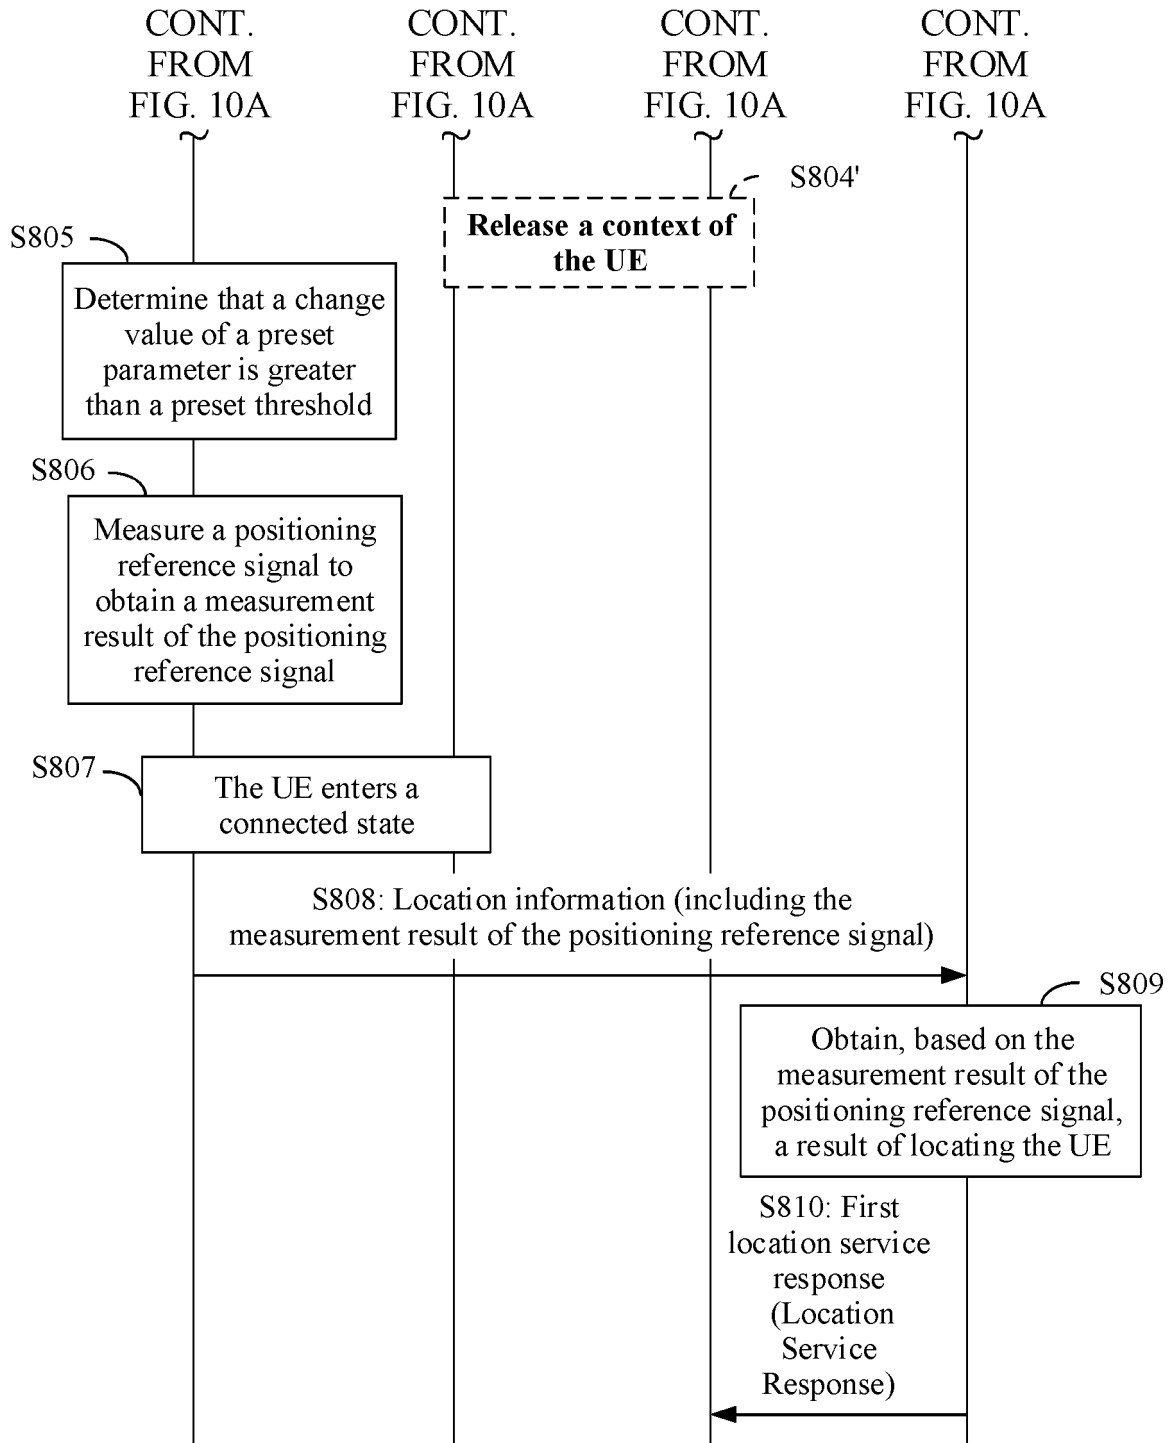 CONT.
FROM
FIG. 10A
CONT.
FROM
FIG. 10A
CONT.
FROM
FIG. 10A
CONT.
FROM
FIG. 10A
S804'
Release a context of
the UE
S805
Determine that a change
value of a preset
parameter is greater
than a preset threshold
S806
Measure a positioning
reference signal to
obtain a measurement
result of the positioning
reference signal
S807
The UE enters a
connected state
S808: Location information (including the
measurement result of the positioning reference signal)
S809
Obtain, based on the
measurement result of the
positioning reference signal,
a result of locating the UE
S810: First
location service
response
(Location
Service
Response)